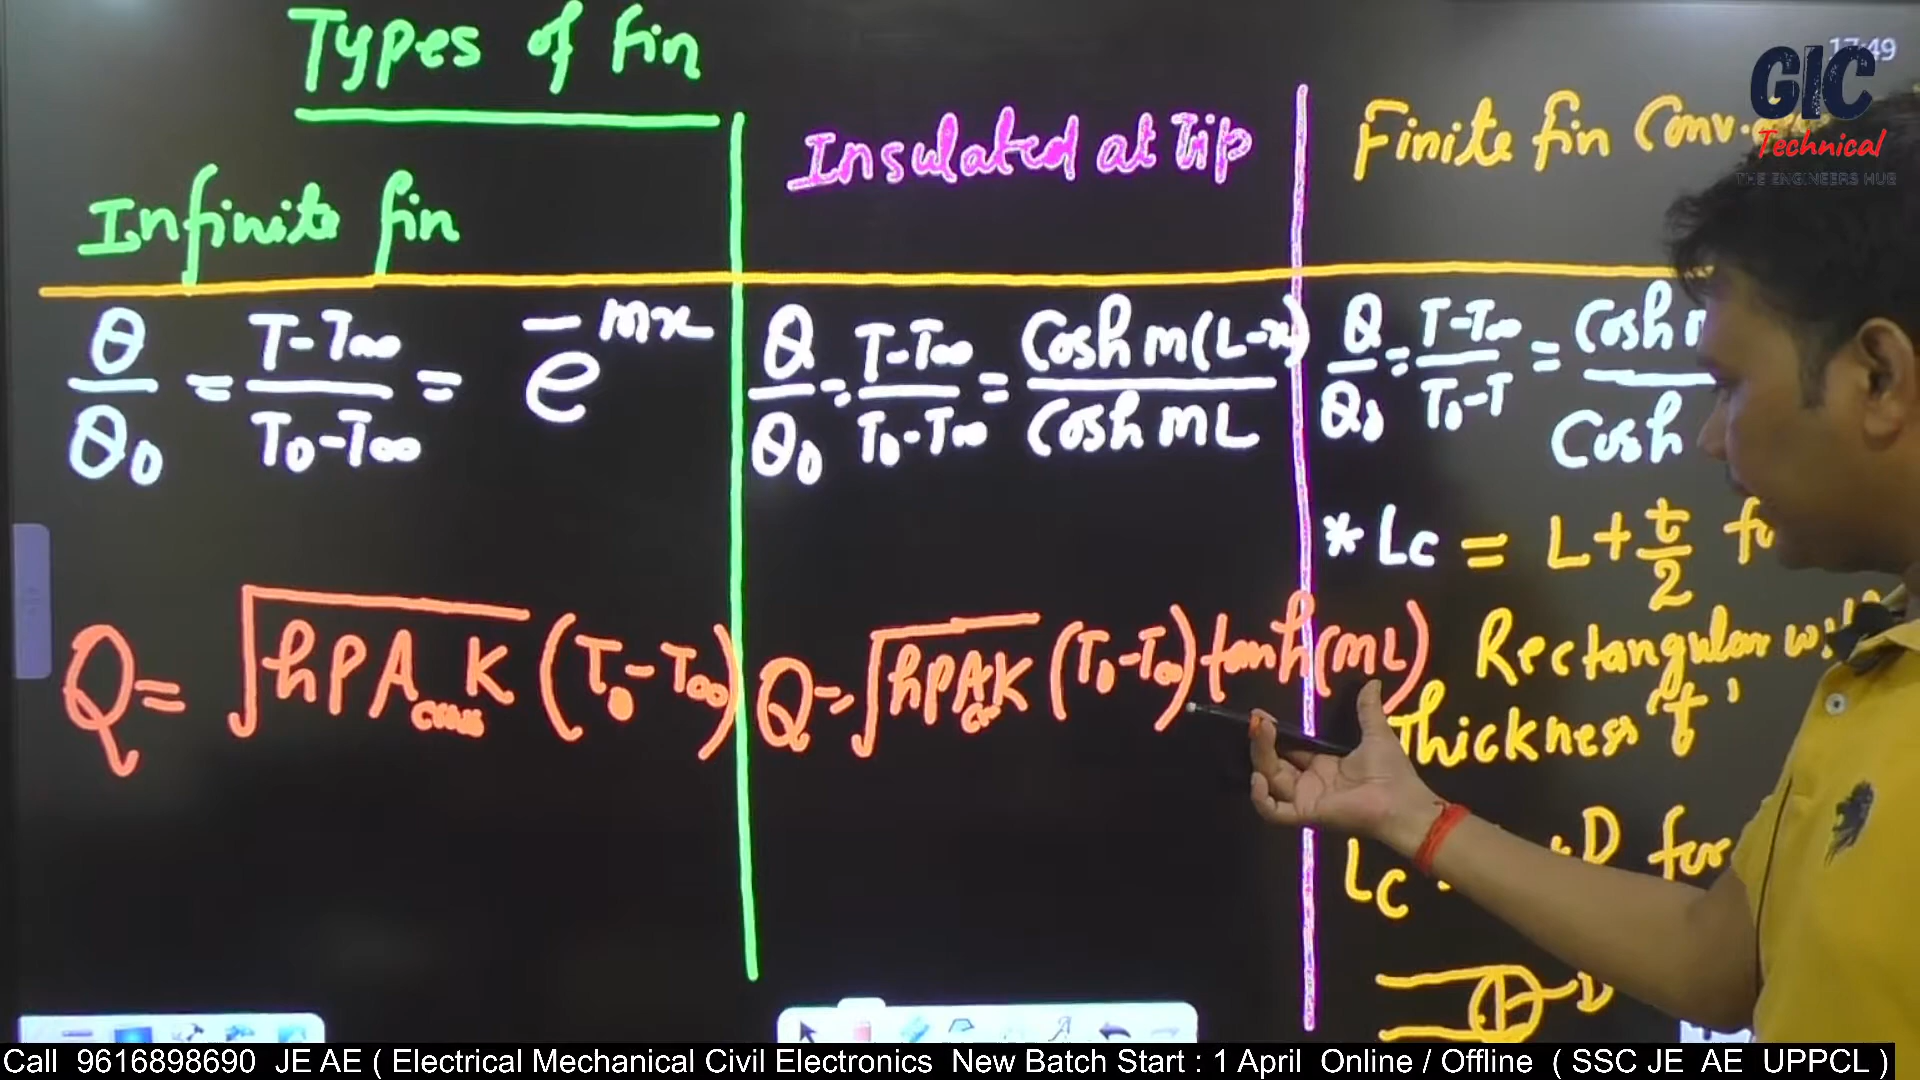 Types of fin
17:49
GIC
Technical
THE ENGINEERS HUB
Infinite fin
Insulated at Tip
Finite fin Conv.
θ/θ₀ = T-T∞/T₀-T∞ = e^-mx
θ/θ₀ = T-T∞/T₀-T∞ = Cosh m(L-x)/Cosh mL
θ/θ₀ = T-T∞/T₀-T = Cosh m/Cosh
Q = √hPA cross K (T₀-T∞)
Q = √hPA K (T₀-T∞) tanh(mL)
* Lc = L + t/2
Rectangular
Thickness 't'
Lc D for
D
Call 9616898690 JE AE ( Electrical Mechanical Civil Electronics New Batch Start : 1 April Online / Offline ( SSC JE AE UPPCL )